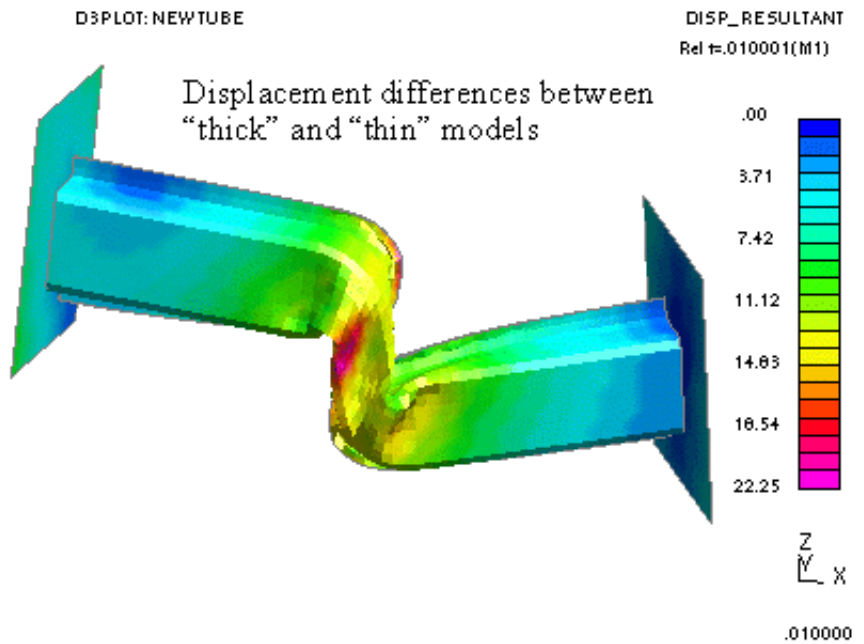 D3PLOT: NEWTUBE
DISP_RESULTANT
Rel t=.010001(M1)
Displacement differences between
“thick” and “thin” models
.00
3.71
7.42
11.12
14.83
18.54
22.25
Z
Y
X
.010000